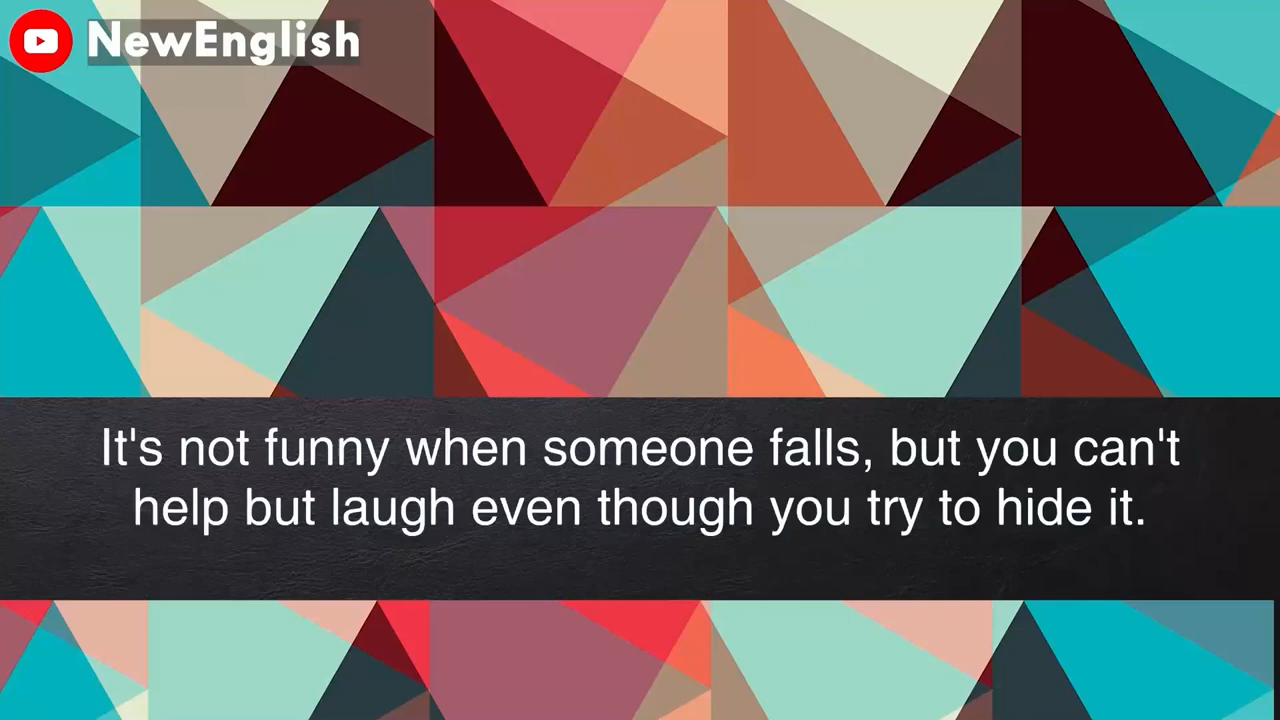 NewEnglish
It's not funny when someone falls, but you can't
help but laugh even though you try to hide it.